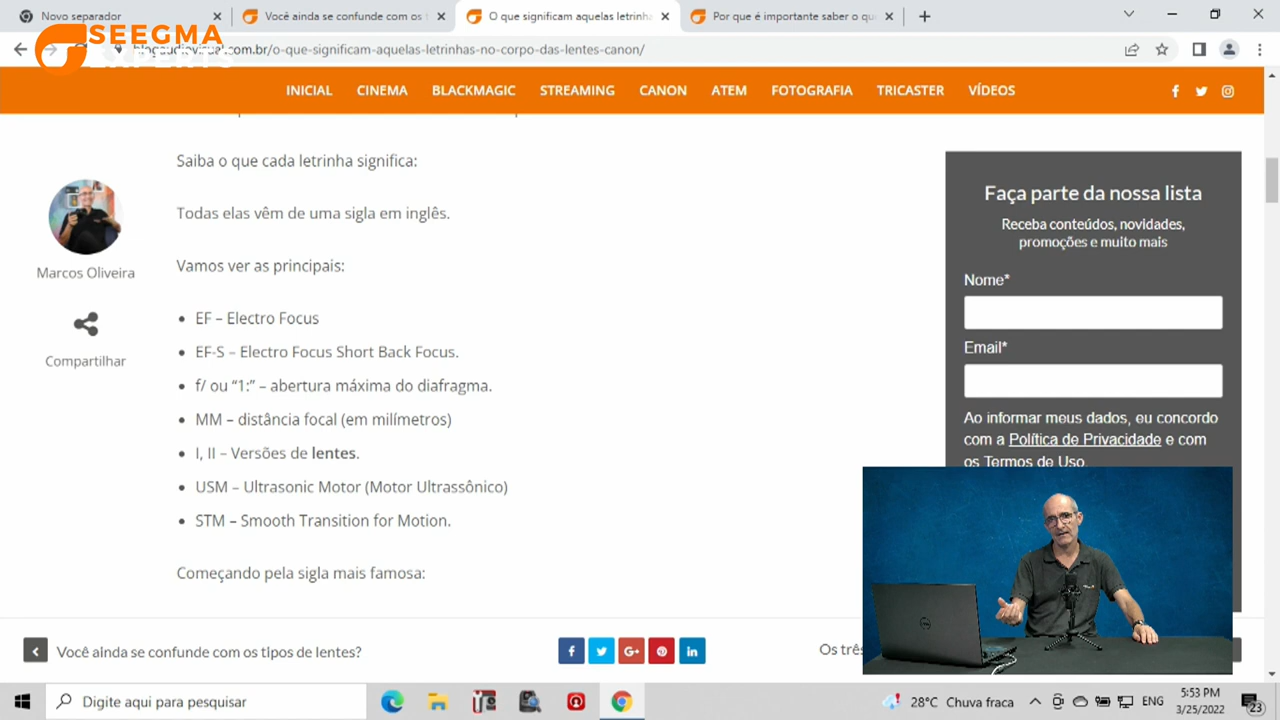 Novo separador
Você ainda se confunde com os t
O que significam aquelas letrinha
Por que é importante saber o que
SEEGMA
EXPERTS
blogaudiovisual.com.br/o-que-significam-aquelas-letrinhas-no-corpo-das-lentes-canon/
INICIAL CINEMA BLACKMAGIC STREAMING CANON ATEM FOTOGRAFIA TRICASTER VÍDEOS
Saiba o que cada letrinha significa:
Todas elas vêm de uma sigla em inglês.
Marcos Oliveira
Vamos ver as principais:
Compartilhar
• EF – Electro Focus
• EF-S – Electro Focus Short Back Focus.
• f/ ou “1:” – abertura máxima do diafragma.
• MM – distância focal (em milímetros)
• I, II – Versões de lentes.
• USM – Ultrasonic Motor (Motor Ultrassônico)
• STM – Smooth Transition for Motion.
Começando pela sigla mais famosa:
Faça parte da nossa lista
Receba conteúdos, novidades,
promoções e muito mais
Nome*
Email*
Ao informar meus dados, eu concordo
com a Política de Privacidade e com
os Termos de Uso.
Você ainda se confunde com os tipos de lentes?
G+
in
Os três
Digite aqui para pesquisar
28°C Chuva fraca
ENG
5:53 PM
3/25/2022
23